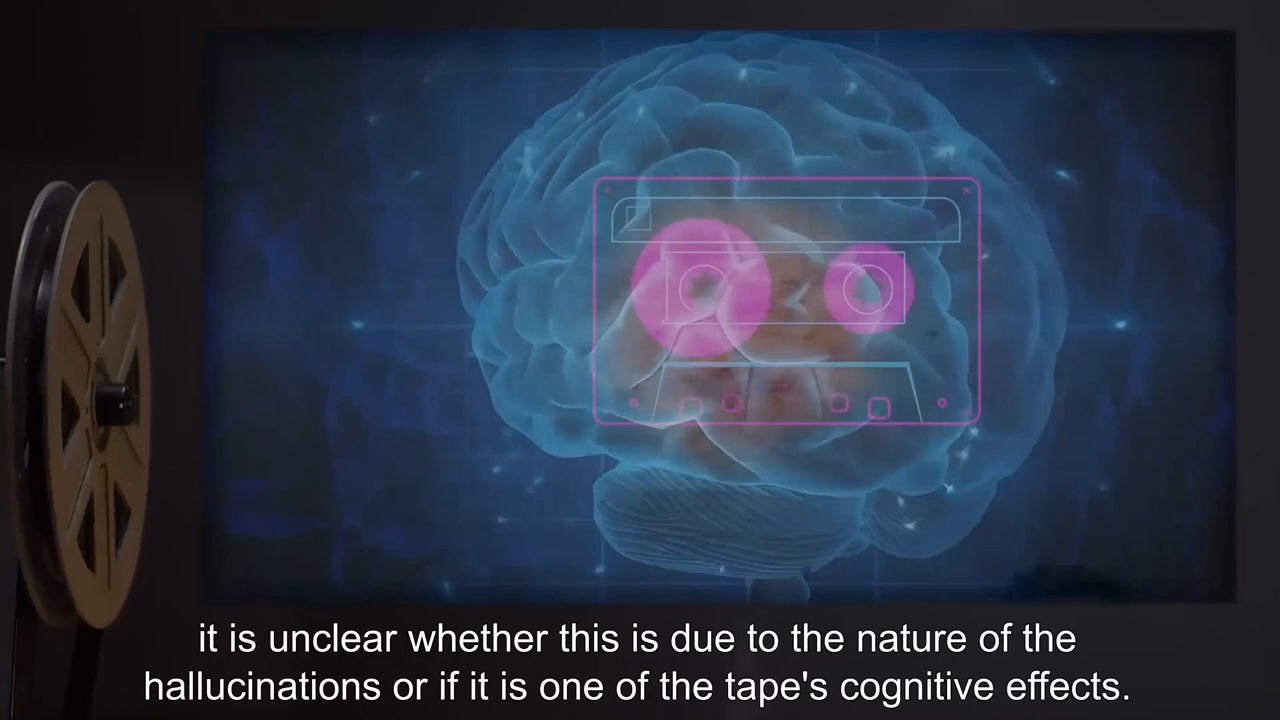 it is unclear whether this is due to the nature of the
hallucinations or if it is one of the tape's cognitive effects.